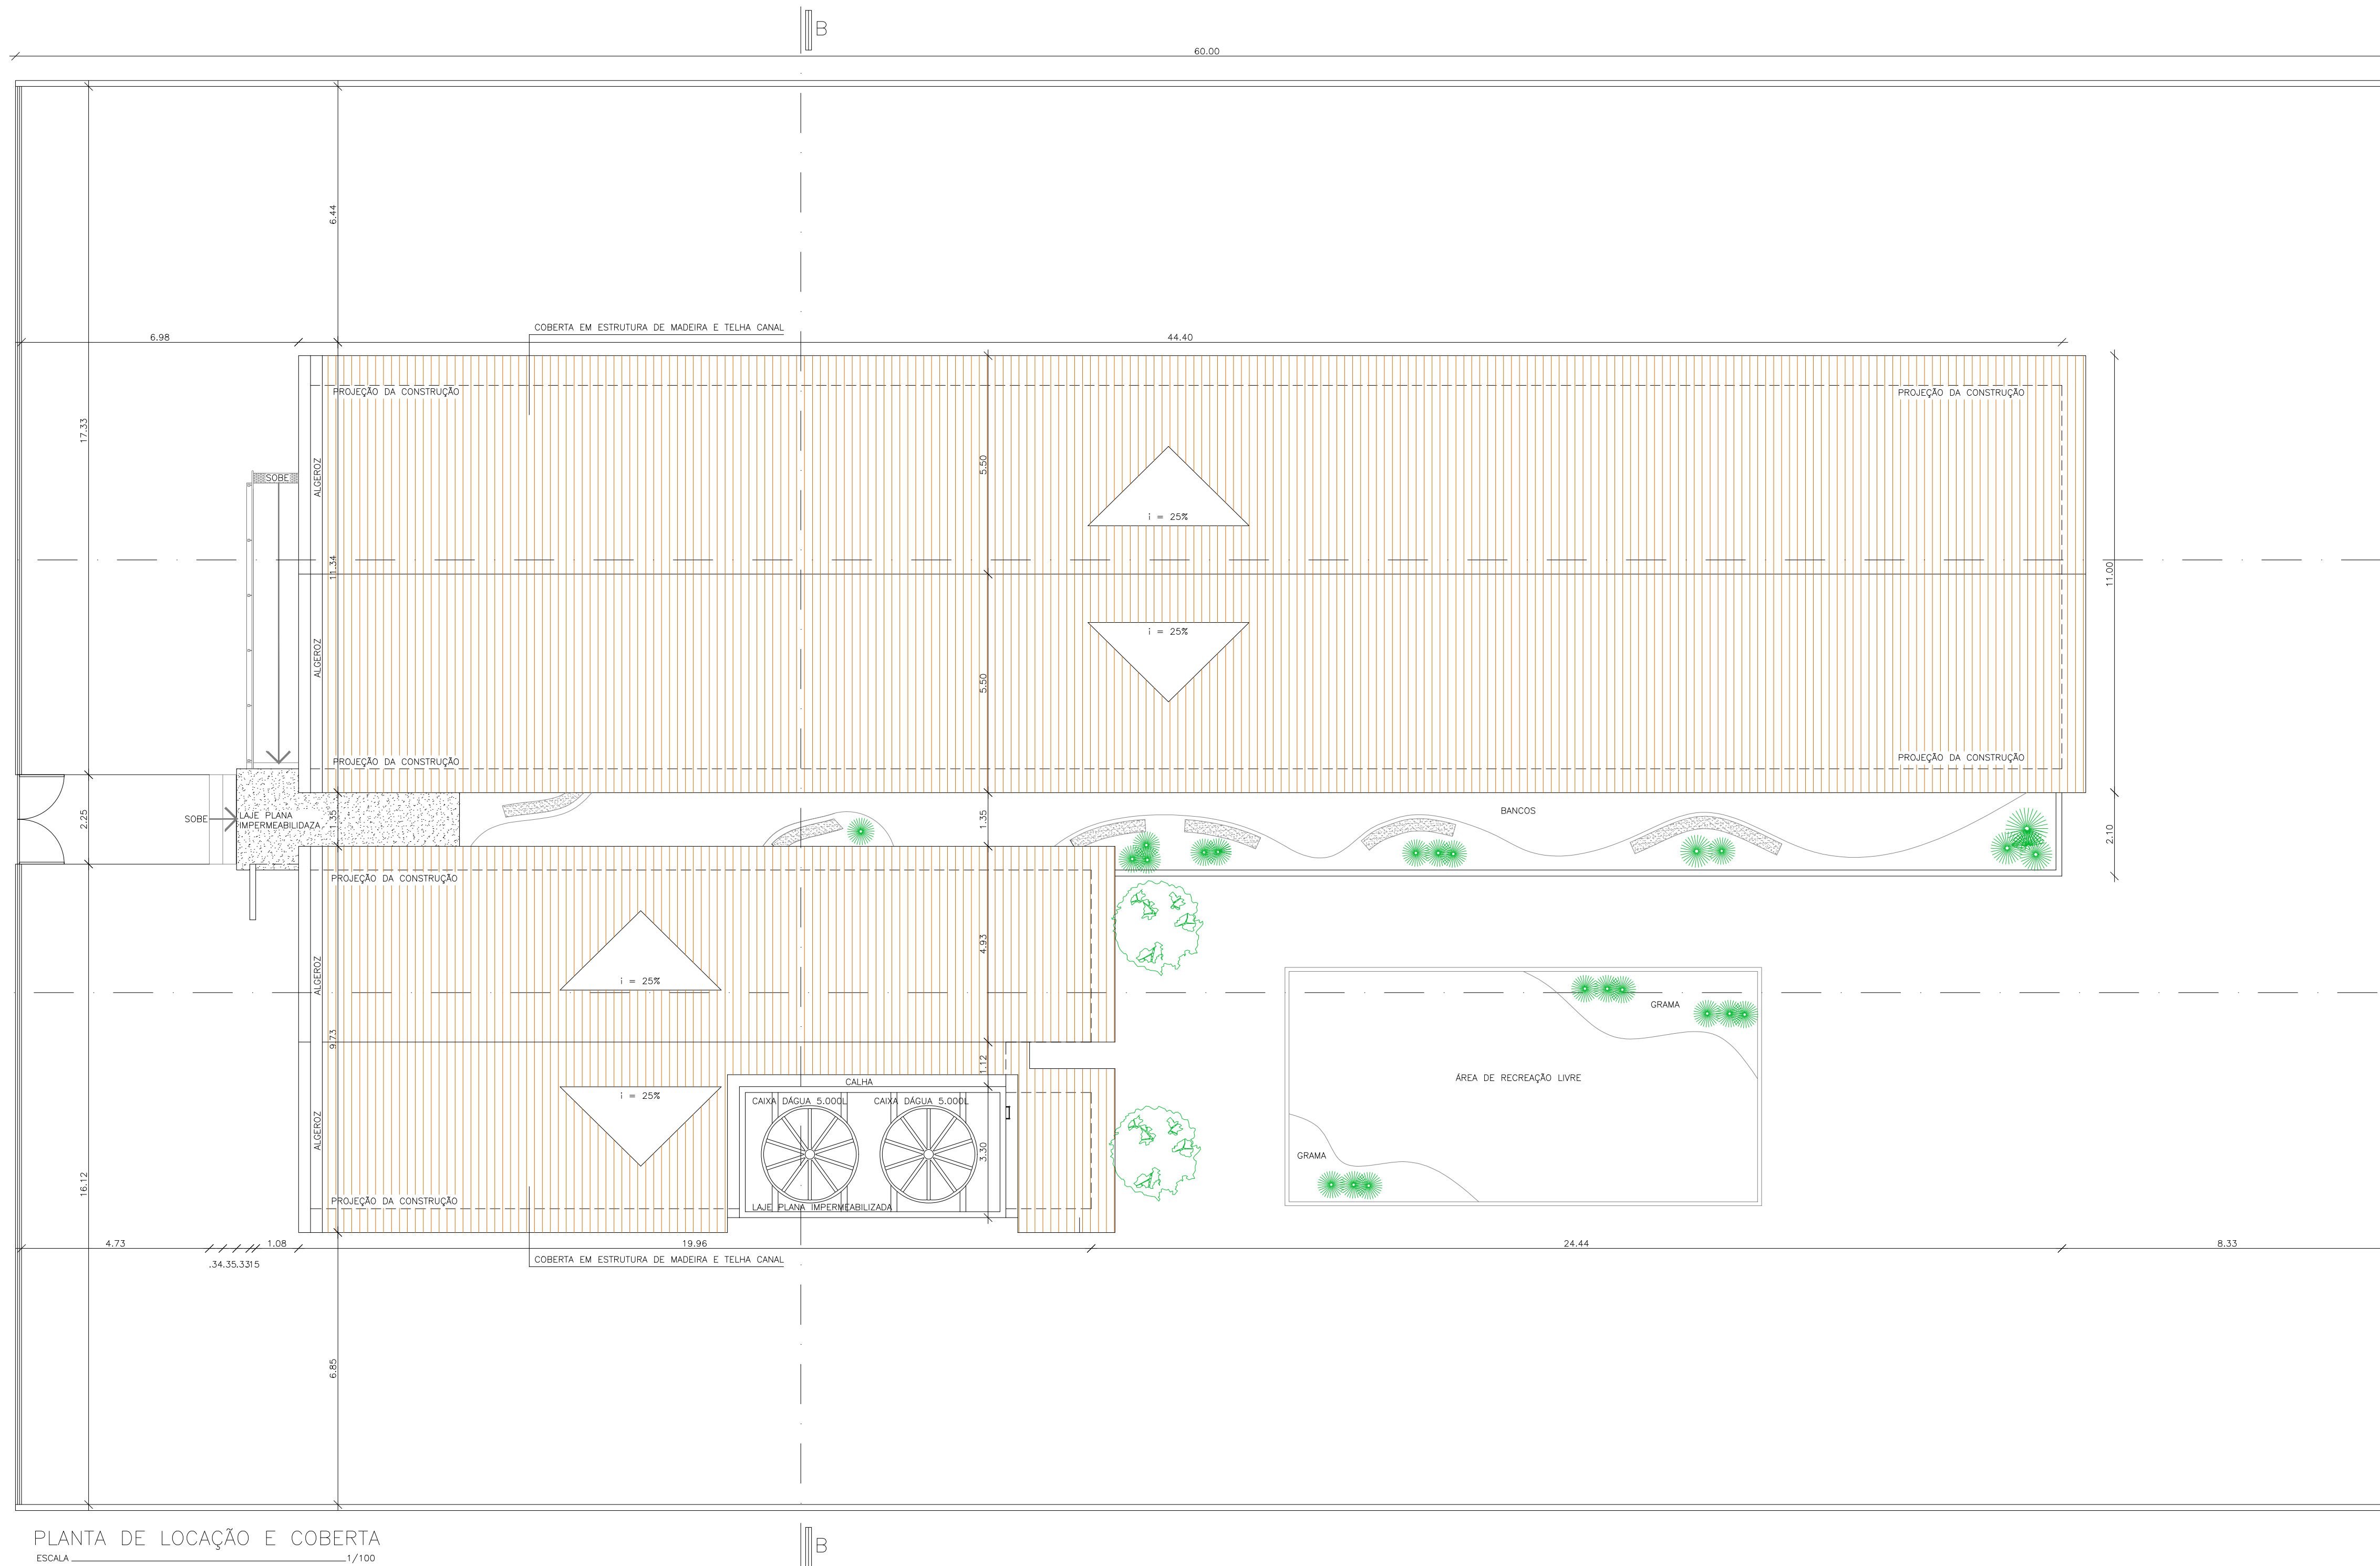 B
60.00
6.44
COBERTA EM ESTRUTURA DE MADEIRA E TELHA CANAL
6.98
44.40
PROJEÇÃO DA CONSTRUÇÃO
PROJEÇÃO DA CONSTRUÇÃO
17.33
ALGEROZ
5.50
SOBE
i = 25%
11.34
11.00
i = 25%
ALGEROZ
5.50
PROJEÇÃO DA CONSTRUÇÃO
PROJEÇÃO DA CONSTRUÇÃO
2.25
SOBE
LAJE PLANA
IMPERMEABILIDAZA
1.35
1.35
BANCOS
2.10
PROJEÇÃO DA CONSTRUÇÃO
4.93
ALGEROZ
i = 25%
GRAMA
9.73
1.12
CALHA
ÁREA DE RECREAÇÃO LIVRE
i = 25%
CAIXA DÁGUA 5.000L
CAIXA DÁGUA 5.000L
ALGEROZ
3.30
GRAMA
16.12
PROJEÇÃO DA CONSTRUÇÃO
LAJE PLANA IMPERMEABILIZADA
4.73
1.08
19.96
24.44
8.33
.34.35.3315
COBERTA EM ESTRUTURA DE MADEIRA E TELHA CANAL
6.85
PLANTA DE LOCAÇÃO E COBERTA
ESCALA 1/100
B